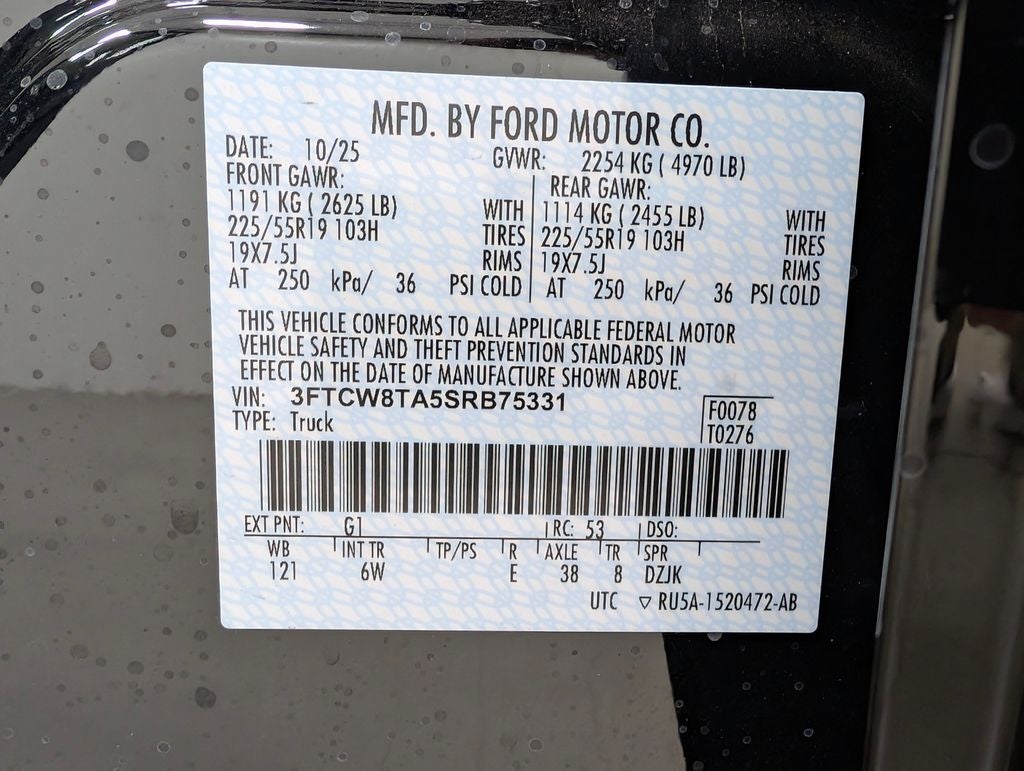 MFD. BY FORD MOTOR CO.
DATE: 10/25 GVWR: 2254 KG ( 4970 LB)
FRONT GAWR: REAR GAWR:
1191 KG ( 2625 LB) WITH 1114 KG ( 2455 LB) WITH
225/55R19 103H TIRES 225/55R19 103H TIRES
19X7.5J RIMS 19X7.5J RIMS
AT 250 kPa/ 36 PSI COLD AT 250 kPa/ 36 PSI COLD
THIS VEHICLE CONFORMS TO ALL APPLICABLE FEDERAL MOTOR
VEHICLE SAFETY AND THEFT PREVENTION STANDARDS IN
EFFECT ON THE DATE OF MANUFACTURE SHOWN ABOVE.
VIN: 3FTCW8TA5SRB75331 F0078
TYPE: Truck T0276
EXT PNT: G1 RC: 53 DSO:
WB INT TR TP/PS R AXLE TR SPR
121 6W E 38 8 DZJK
UTC ▽ RU5A-1520472-AB